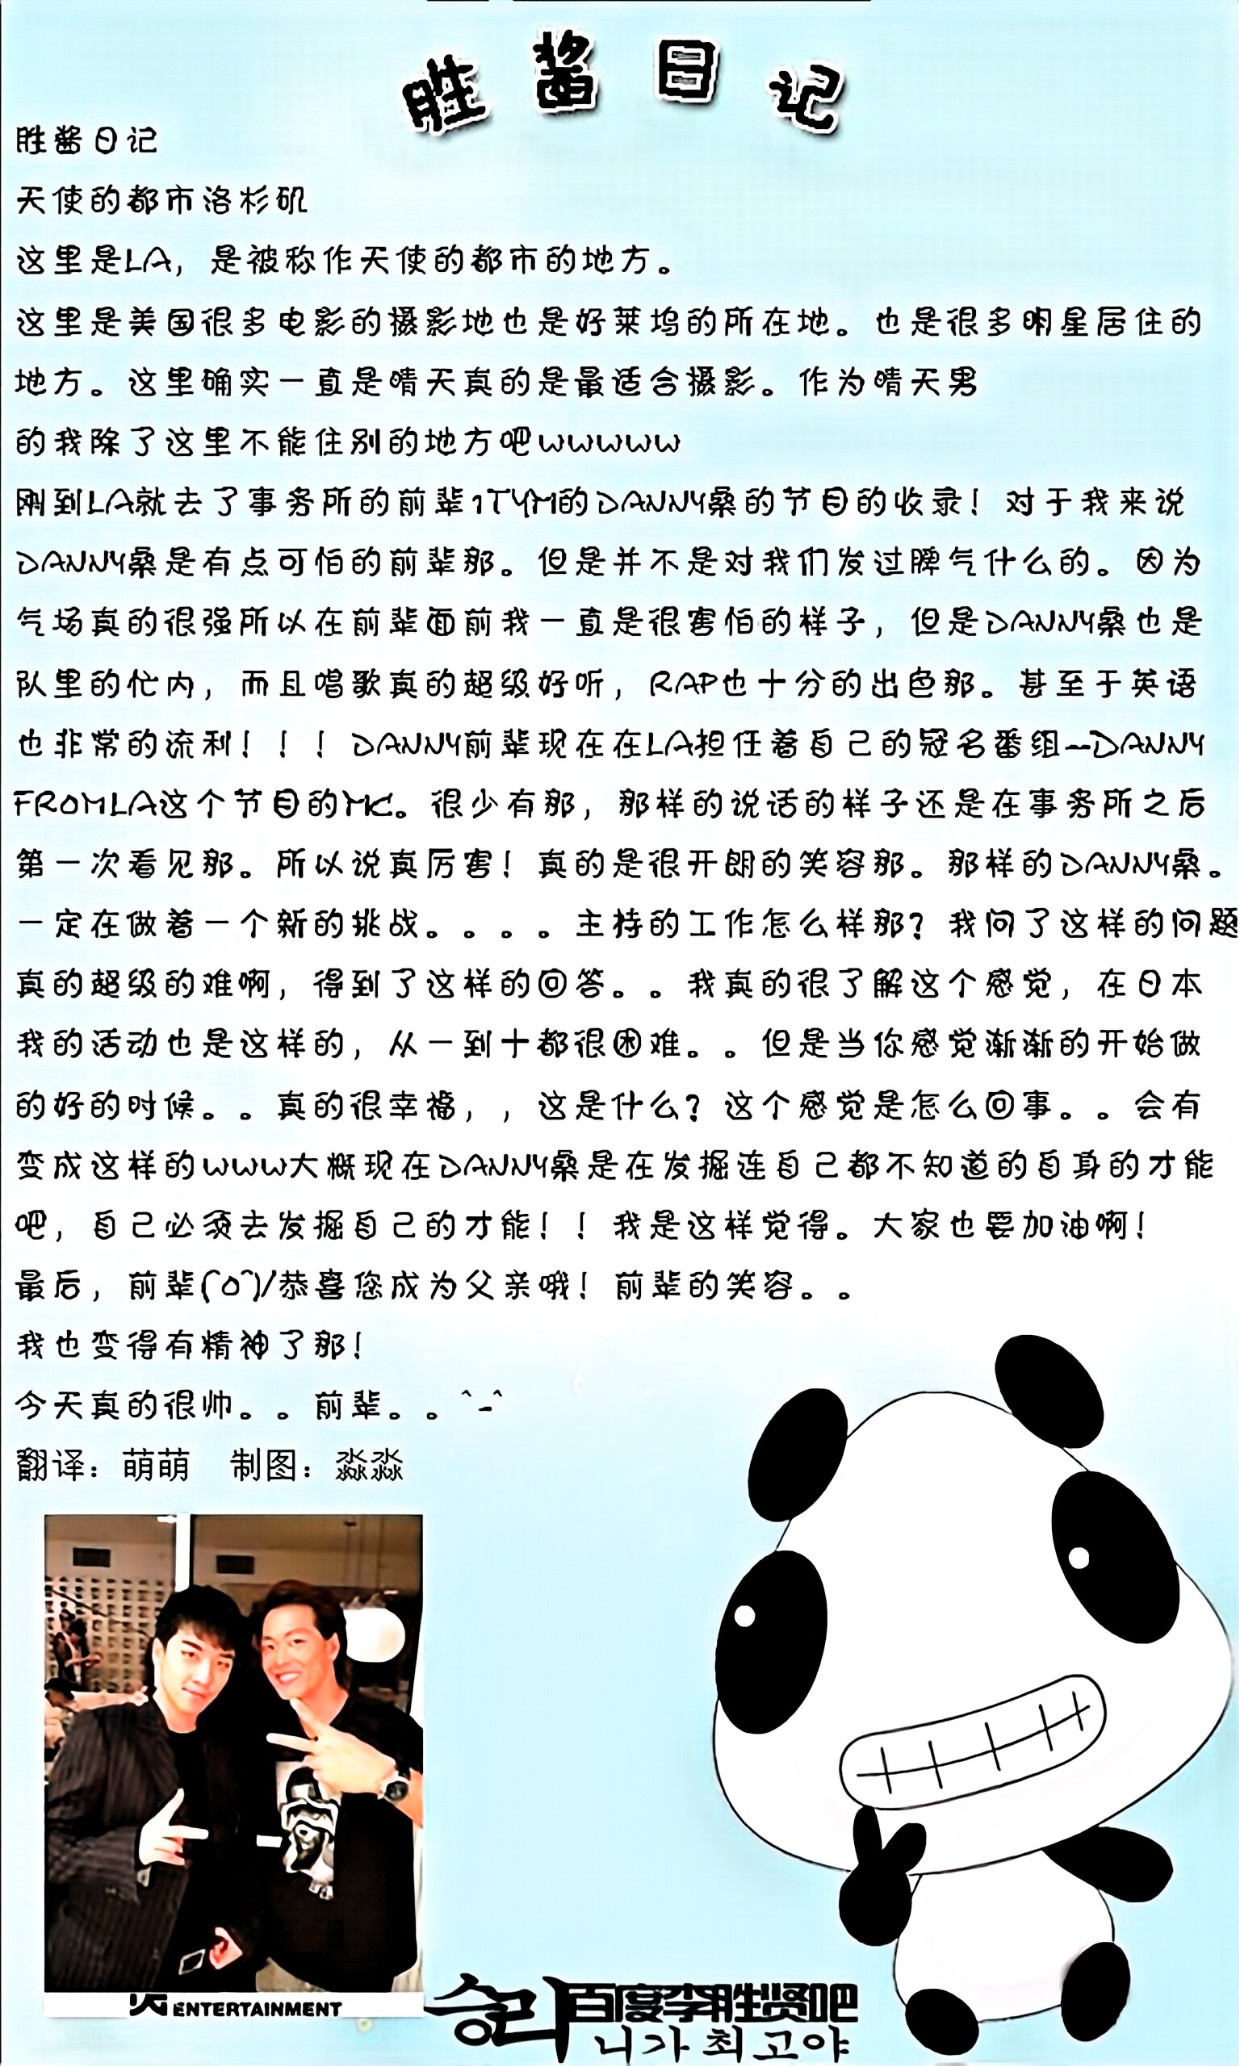 胜酱日记
胜酱日记
天使的都市洛杉矶
这里是LA，是被称作天使的都市的地方。
这里是美国很多电影的摄影地也是好莱坞的所在地。也是很多明星居住的
地方。这里确实一直是晴天真的是最适合摄影。作为晴天男
的我除了这里不能住别的地方吧wwwww
刚到LA就去了事务所的前辈1TYM的DANNY桑的节目的收录！对于我来说
DANNY桑是有点可怕的前辈那。但是并不是对我们发过脾气什么的。因为
气场真的很强所以在前辈面前我一直是很害怕的样子，但是DANNY桑也是
队里的忙内，而且唱歌真的超级好听，RAP也十分的出色那。甚至于英语
也非常的流利！！！DANNY前辈现在在LA担任着自己的冠名番组--DANNY
FROMLA这个节目的MC。很少有那，那样的说话的样子还是在事务所之后
第一次看见那。所以说真厉害！真的是很开朗的笑容那。那样的DANNY桑。
一定在做着一个新的挑战。。。。主持的工作怎么样那？我问了这样的问题
真的超级的难啊，得到了这样的回答。。我真的很了解这个感觉，在日本
我的活动也是这样的，从一到十都很困难。。但是当你感觉渐渐的开始做
的好的时候。。真的很幸福，，这是什么？这个感觉是怎么回事。。会有
变成这样的www大概现在DANNY桑是在发掘连自己都不知道的自身的才能
吧，自己必须去发掘自己的才能！！我是这样觉得。大家也要加油啊！
最后，前辈(^o^)/恭喜您成为父亲哦！前辈的笑容。。
我也变得有精神了那！
今天真的很帅。。前辈。。^_^
翻译：萌萌　制图：淼淼
YG ENTERTAINMENT
승리百度李胜贤吧
니가최고야